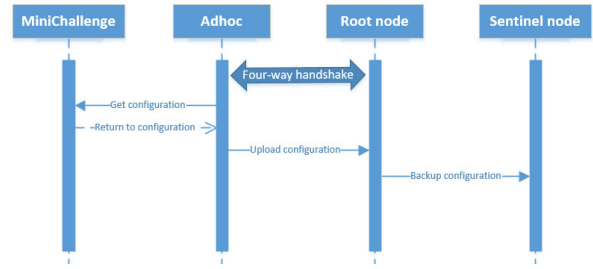 MiniChallenge
Adhoc
Root node
Sentinel node
Four-way handshake
Get configuration
Return to configuration
Upload configuration
Backup configuration